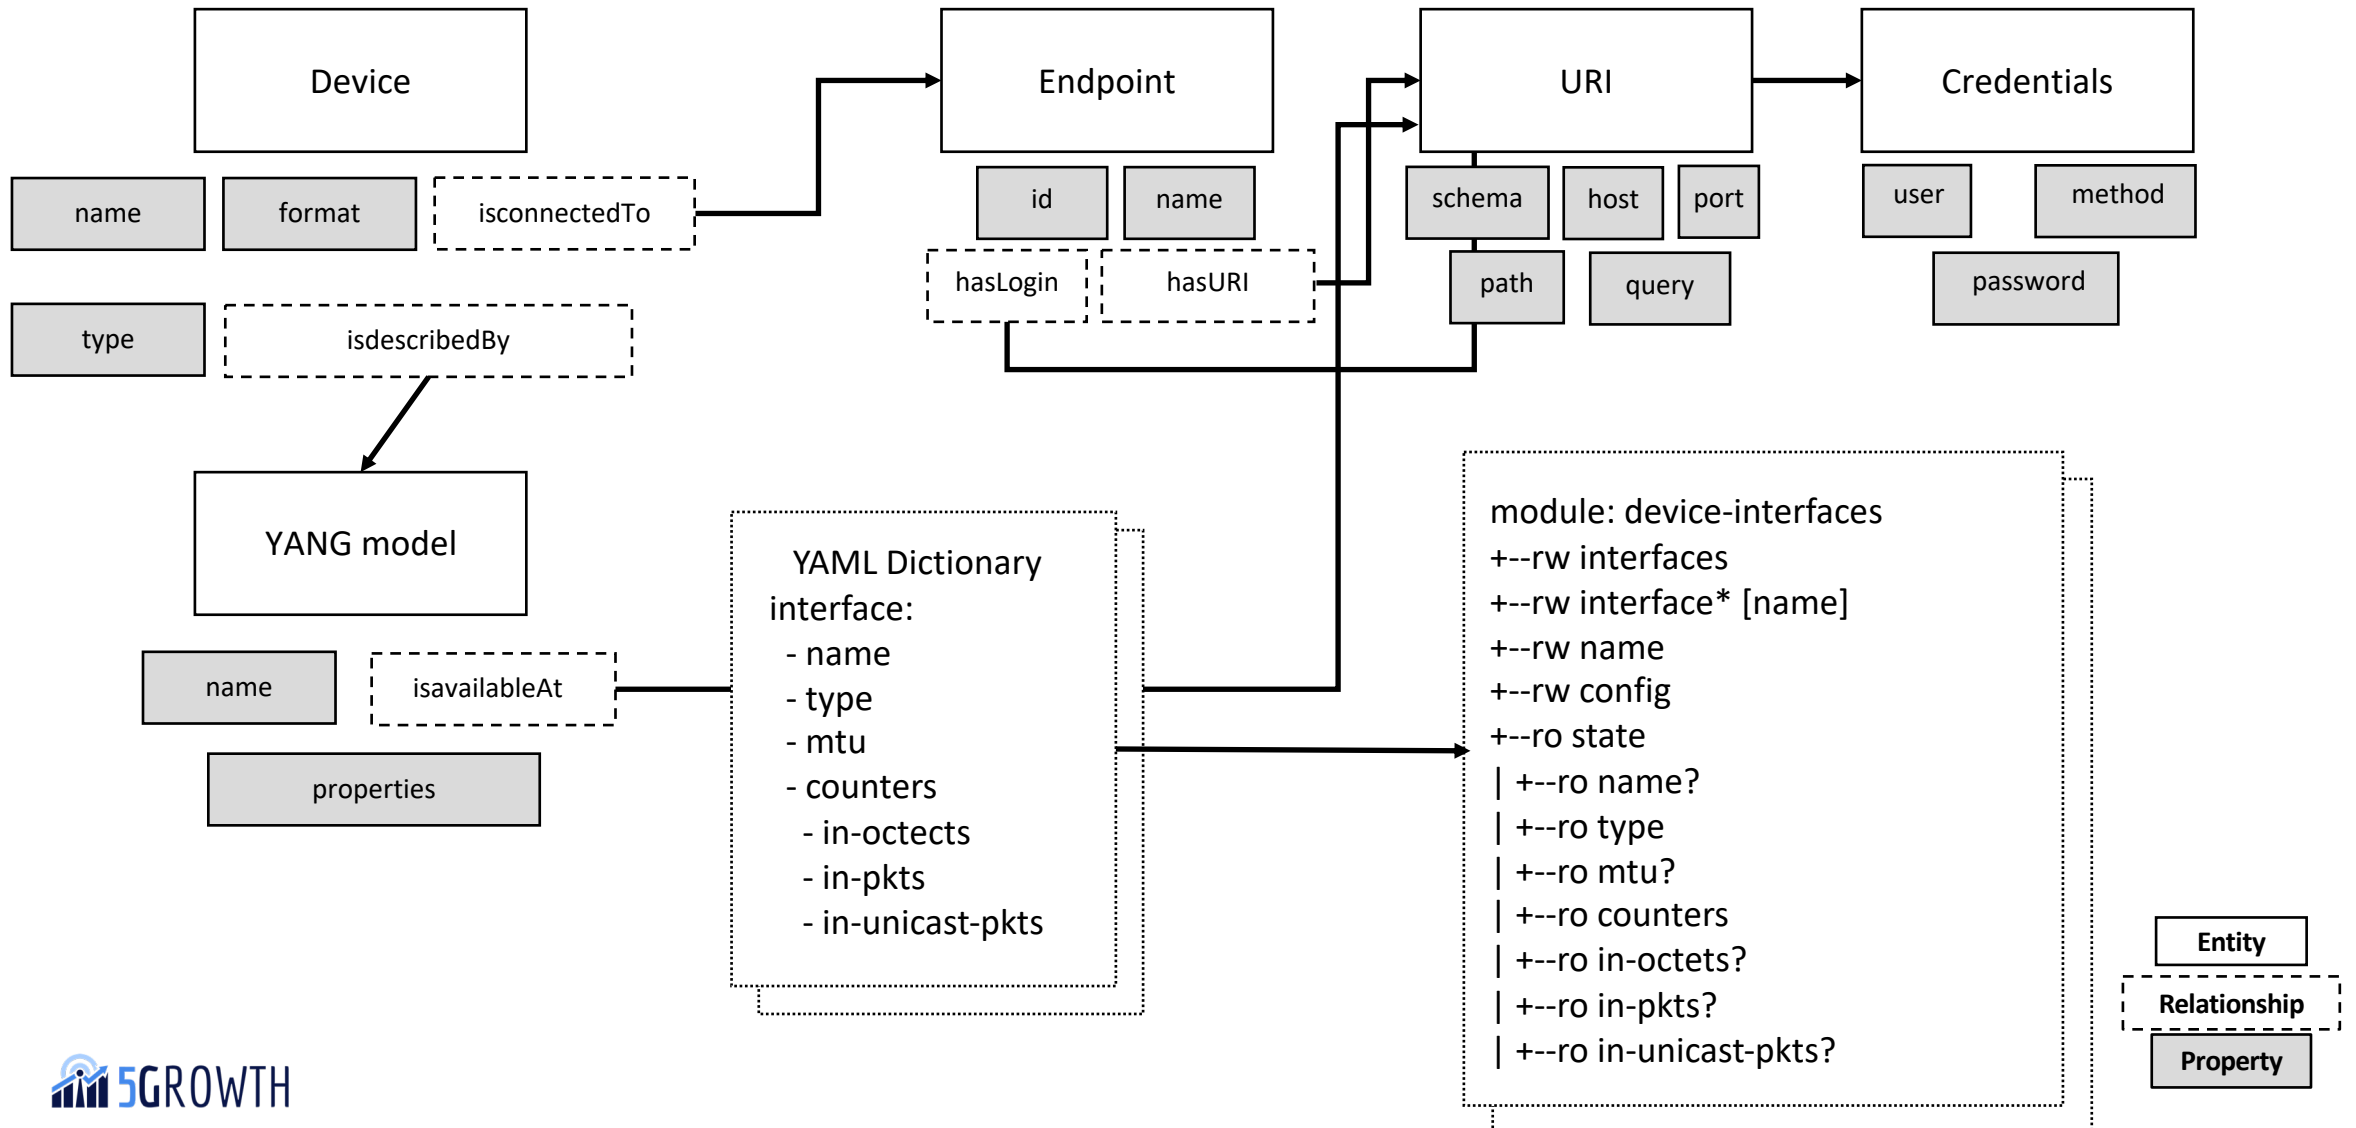 Device
Endpoint
URI
Credentials
name
format
isconnectedTo
id
name
schema
host
port
user
method
hasLogin
hasURI
path
query
password
type
isdescribedBy
YANG model
name
isavailableAt
properties
YAML Dictionary
interface:
- name
- type
- mtu
- counters
- in-octects
- in-pkts
- in-unicast-pkts
module: device-interfaces
+--rw interfaces
+--rw interface* [name]
+--rw name
+--rw config
+--ro state
| +--ro name?
| +--ro type
| +--ro mtu?
| +--ro counters
| +--ro in-octets?
| +--ro in-pkts?
| +--ro in-unicast-pkts?
Entity
Relationship
Property
5GROWTH